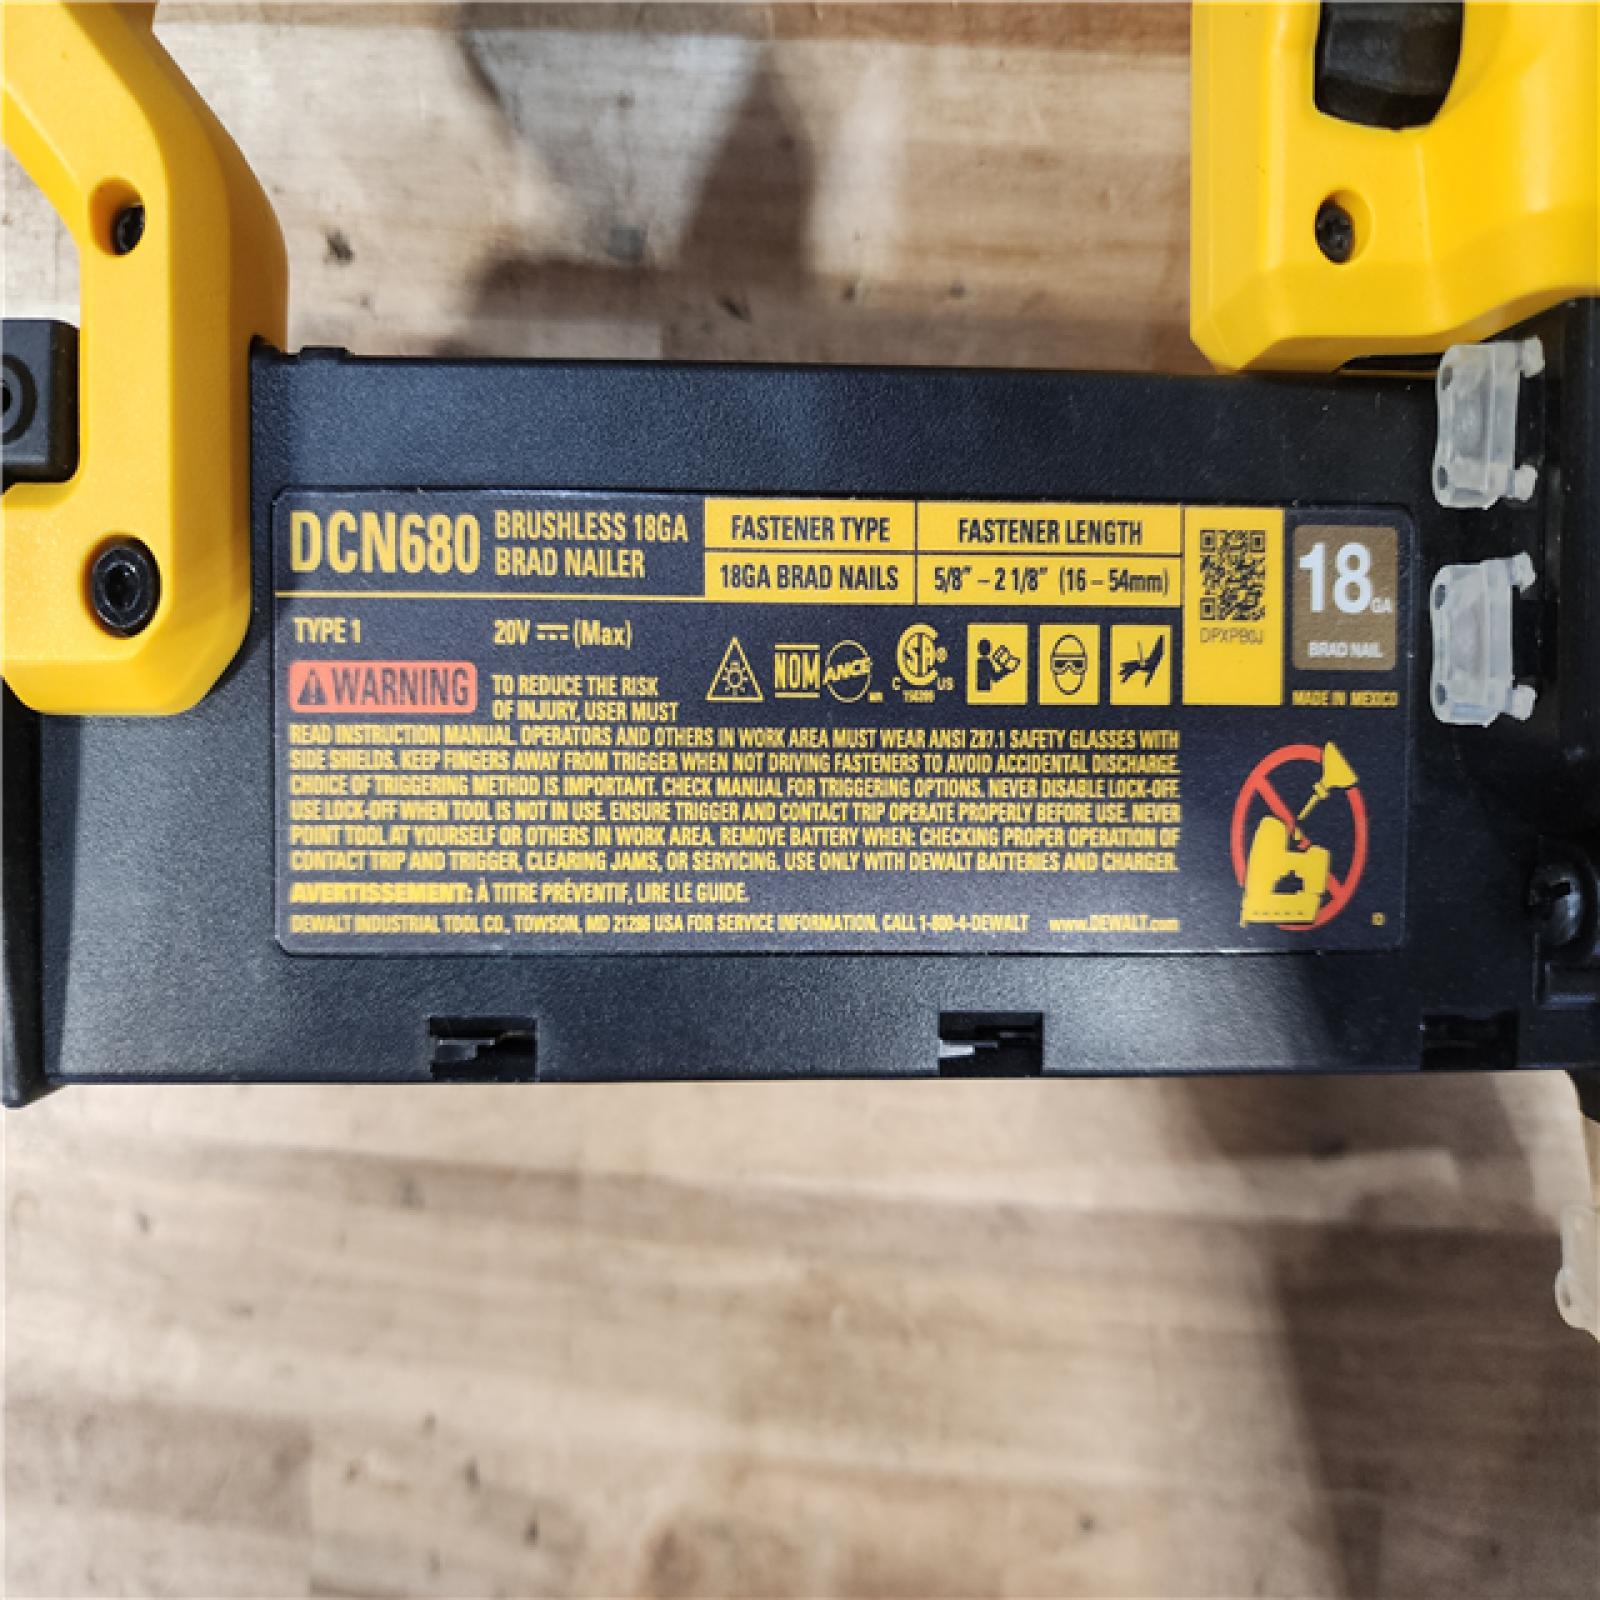 DCN680 BRUSHLESS 18GA
BRAD NAILER
FASTENER TYPE
18GA BRAD NAILS
FASTENER LENGTH
5/8" – 2 1/8" (16 – 54mm)
DPXPB0J
18GA
BRAD NAIL
MADE IN MEXICO
TYPE 1
20V (Max)
NOM
ANCE
C SA® US
WARNING TO REDUCE THE RISK
OF INJURY, USER MUST
READ INSTRUCTION MANUAL. OPERATORS AND OTHERS IN WORK AREA MUST WEAR ANSI Z87.1 SAFETY GLASSES WITH
SIDE SHIELDS. KEEP FINGERS AWAY FROM TRIGGER WHEN NOT DRIVING FASTENERS TO AVOID ACCIDENTAL DISCHARGE.
CHOICE OF TRIGGERING METHOD IS IMPORTANT. CHECK MANUAL FOR TRIGGERING OPTIONS. NEVER DISABLE LOCK-OFF.
USE LOCK-OFF WHEN TOOL IS NOT IN USE. ENSURE TRIGGER AND CONTACT TRIP OPERATE PROPERLY BEFORE USE. NEVER
POINT TOOL AT YOURSELF OR OTHERS IN WORK AREA. REMOVE BATTERY WHEN: CHECKING PROPER OPERATION OF
CONTACT TRIP AND TRIGGER, CLEARING JAMS, OR SERVICING. USE ONLY WITH DEWALT BATTERIES AND CHARGER.
AVERTISSEMENT: À TITRE PRÉVENTIF, LIRE LE GUIDE.
DEWALT INDUSTRIAL TOOL CO., TOWSON, MD 21286 USA FOR SERVICE INFORMATION, CALL 1-800-4-DEWALT www.DEWALT.com